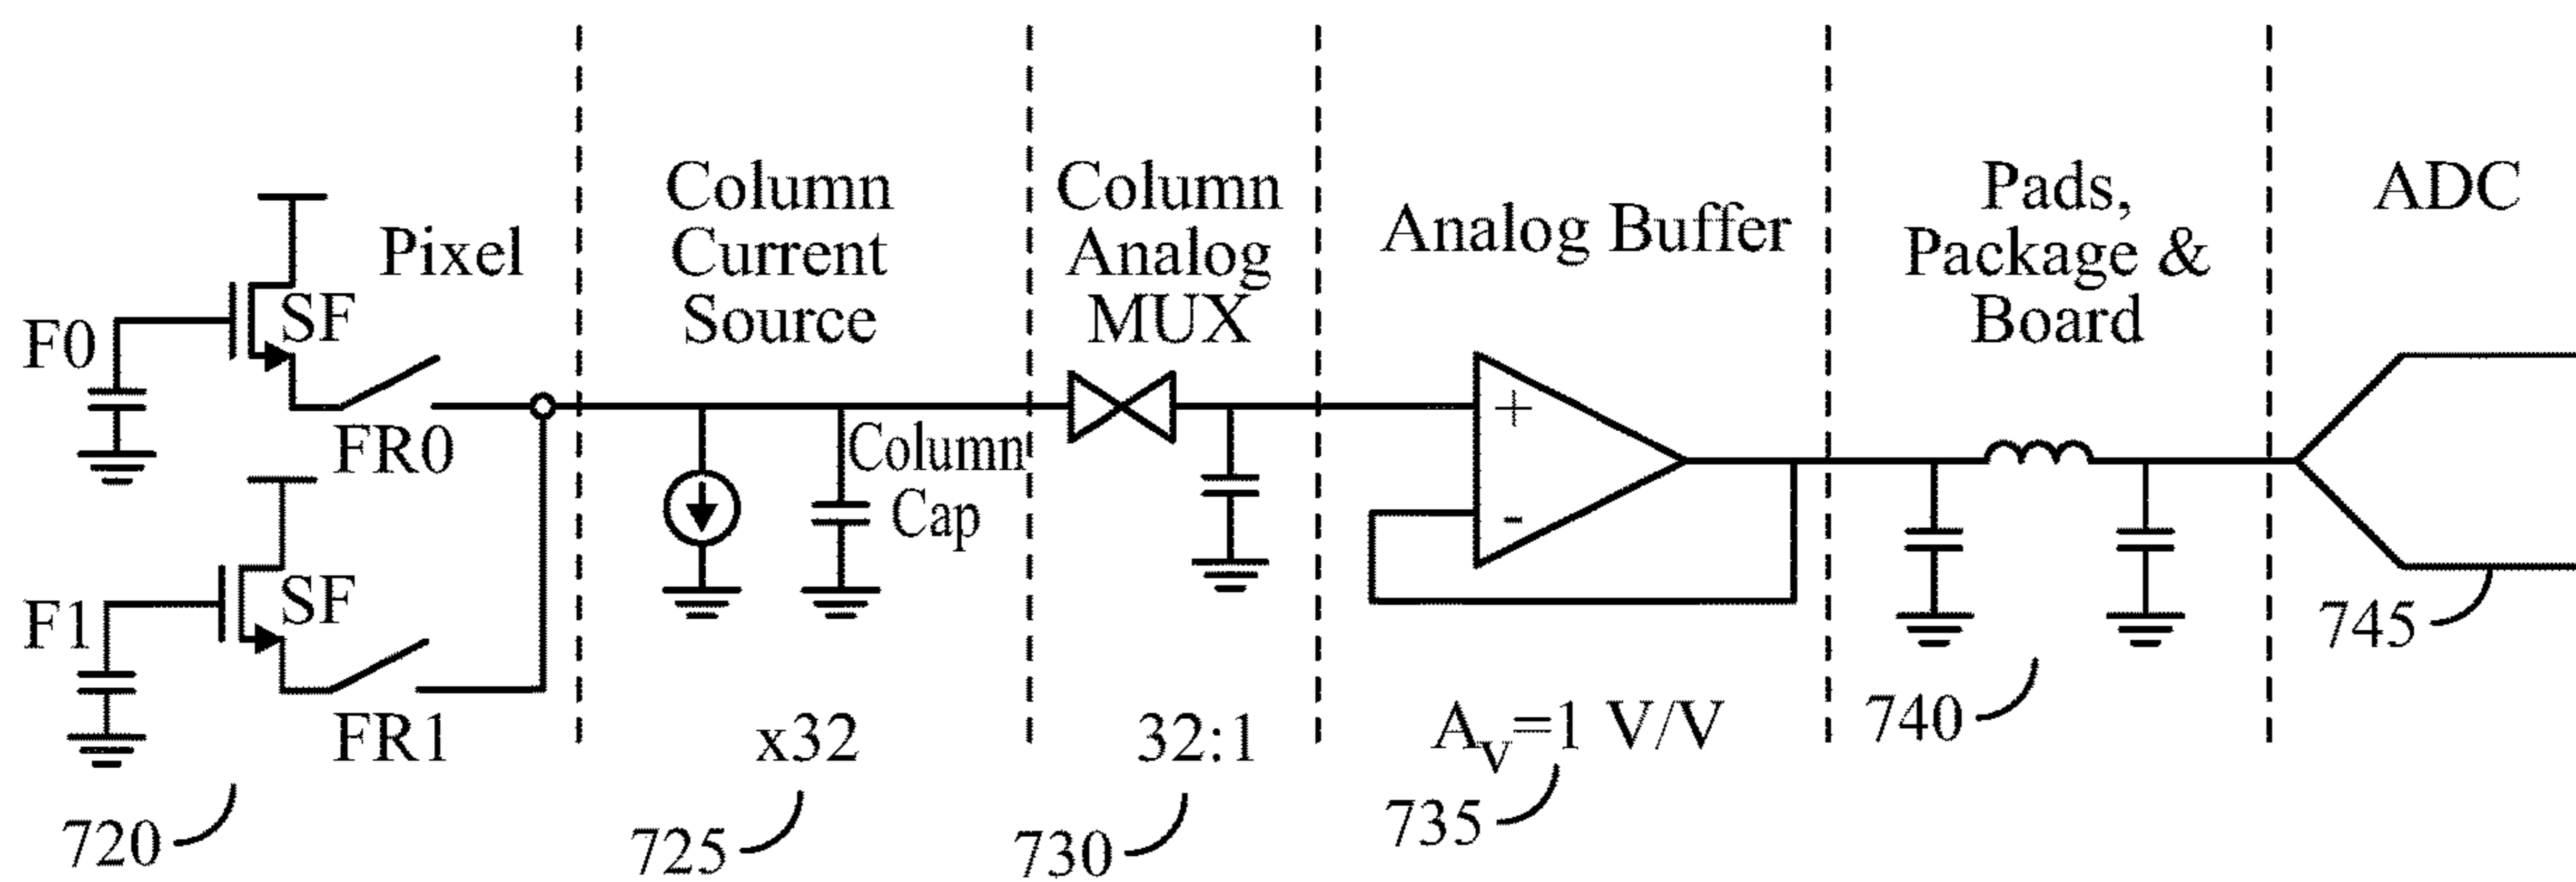 Pixel
Column
Current
Source
Column
Analog
MUX
Analog Buffer
Pads,
Package &
Board
ADC
F0
SF
FR0
F1
SF
FR1
Column
Cap
+
-
x32
32:1
A_V=1 V/V
720
725
730
735
740
745